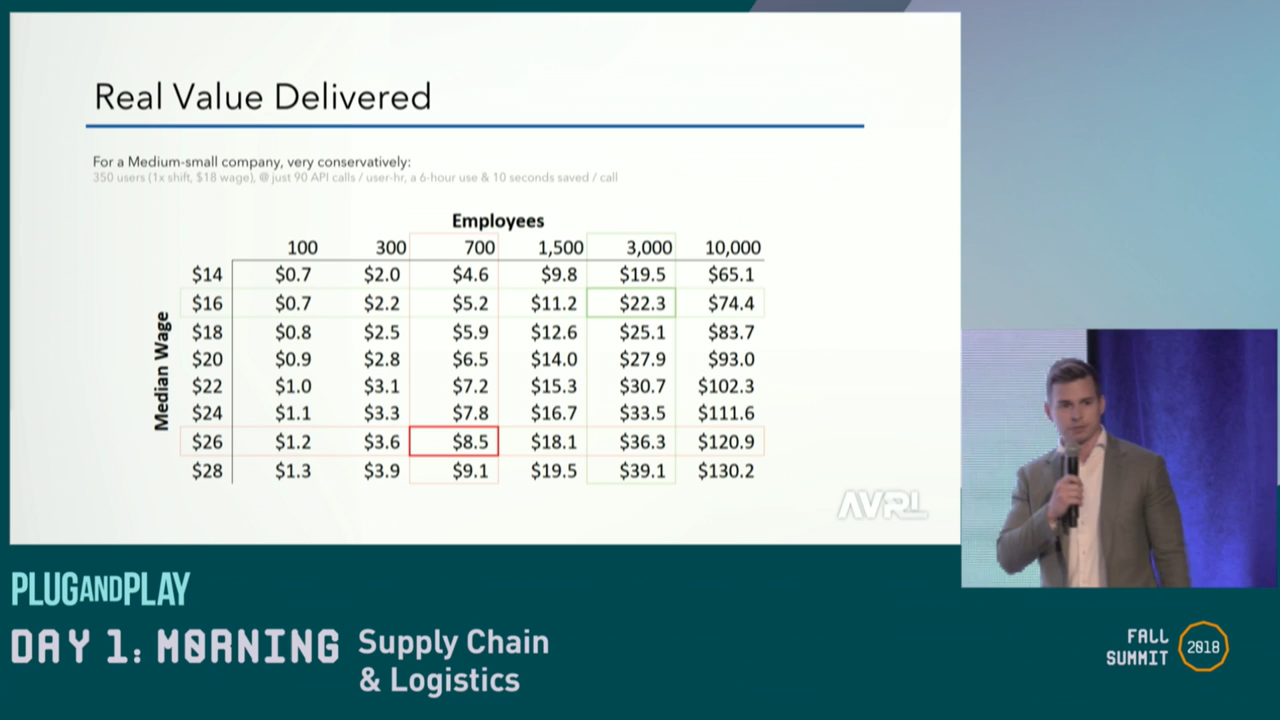 Real Value Delivered
For a Medium-small company, very conservatively:
350 users (1x shift, $18 wage), @ just 90 API calls / user-hr, a 6-hour use & 10 seconds saved / call
Employees
100 300 700 1,500 3,000 10,000
Median Wage
$14 $0.7 $2.0 $4.6 $9.8 $19.5 $65.1
$16 $0.7 $2.2 $5.2 $11.2 $22.3 $74.4
$18 $0.8 $2.5 $5.9 $12.6 $25.1 $83.7
$20 $0.9 $2.8 $6.5 $14.0 $27.9 $93.0
$22 $1.0 $3.1 $7.2 $15.3 $30.7 $102.3
$24 $1.1 $3.3 $7.8 $16.7 $33.5 $111.6
$26 $1.2 $3.6 $8.5 $18.1 $36.3 $120.9
$28 $1.3 $3.9 $9.1 $19.5 $39.1 $130.2
AVRL
PLUGANDPLAY
DAY 1: MORNING
Supply Chain
& Logistics
FALL
SUMMIT
2018